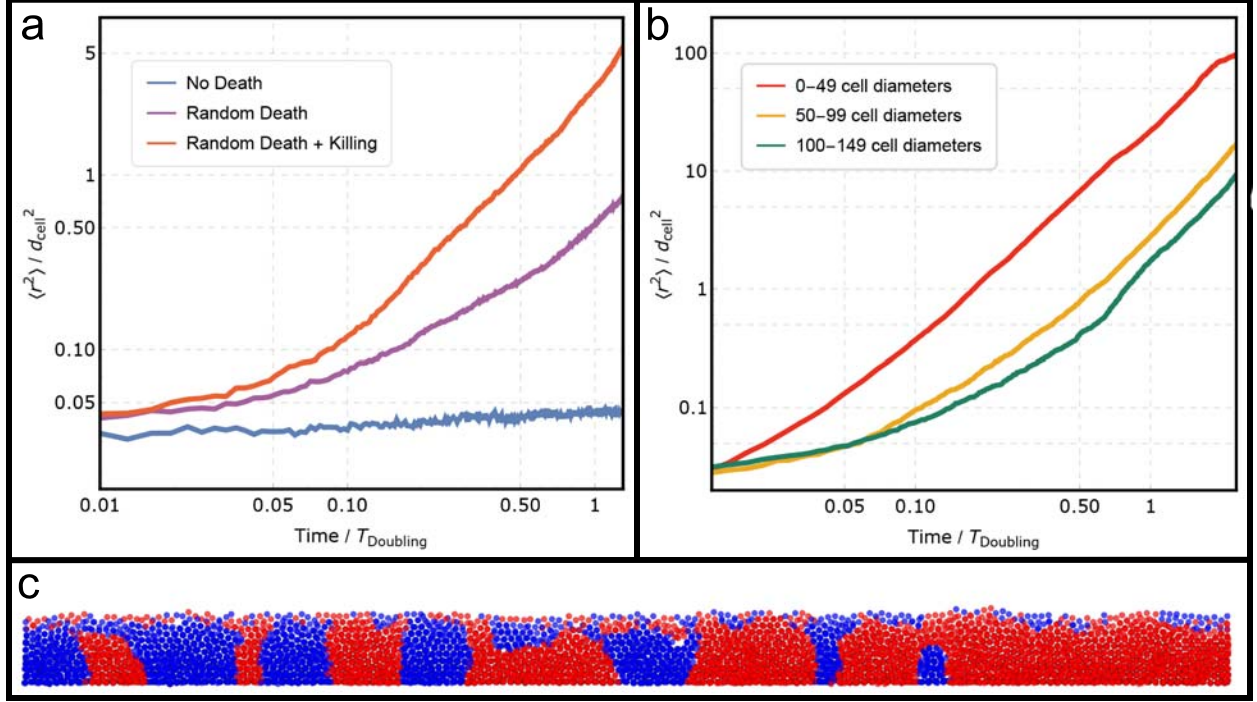 a
5
1
0.50
0.10
0.05
⟨r²⟩ / d_cell²
No Death
Random Death
Random Death + Killing
0.01
0.05
0.10
0.50
1
Time / T_Doubling
b
100
10
1
0.1
⟨r²⟩ / d_cell²
0–49 cell diameters
50–99 cell diameters
100–149 cell diameters
0.05
0.10
0.50
1
Time / T_Doubling
c